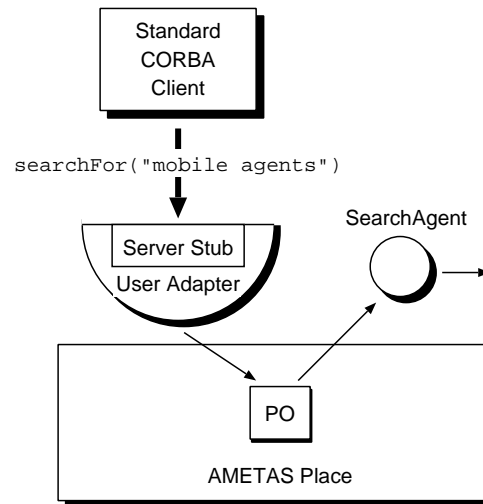 Standard
CORBA
Client
searchFor("mobile agents")
SearchAgent
Server Stub
User Adapter
PO
AMETAS Place